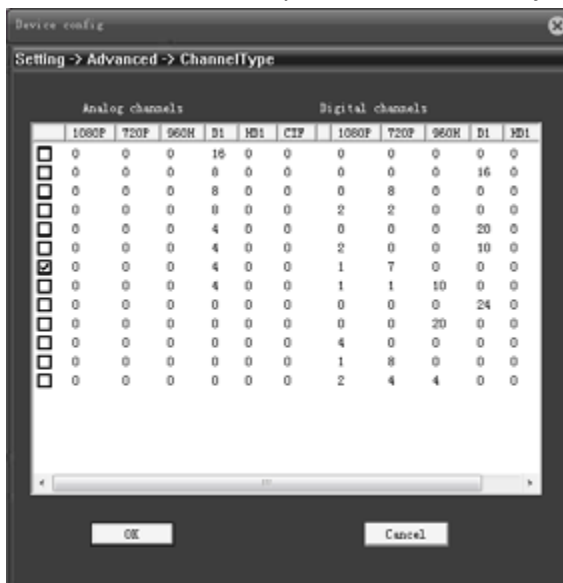 Device config
Setting -> Advanced -> ChannelType
Analog channels Digital channels
1080P 720P 960H D1 HD1 CIF 1080P 720P 960H D1 HD1
0 0 0 16 0 0 0 0 0 0 0
0 0 0 8 0 0 0 0 0 16 0
0 0 0 8 0 0 0 8 0 0 0
0 0 0 8 0 0 2 2 0 0 0
0 0 0 4 0 0 0 0 0 20 0
0 0 0 4 0 0 2 0 0 10 0
0 0 0 4 0 0 1 7 0 0 0
0 0 0 4 0 0 1 1 10 0 0
0 0 0 0 0 0 0 0 0 24 0
0 0 0 0 0 0 0 0 20 0 0
0 0 0 0 0 0 4 0 0 0 0
0 0 0 0 0 0 1 8 0 0 0
0 0 0 0 0 0 2 4 4 0 0
OK Cancel